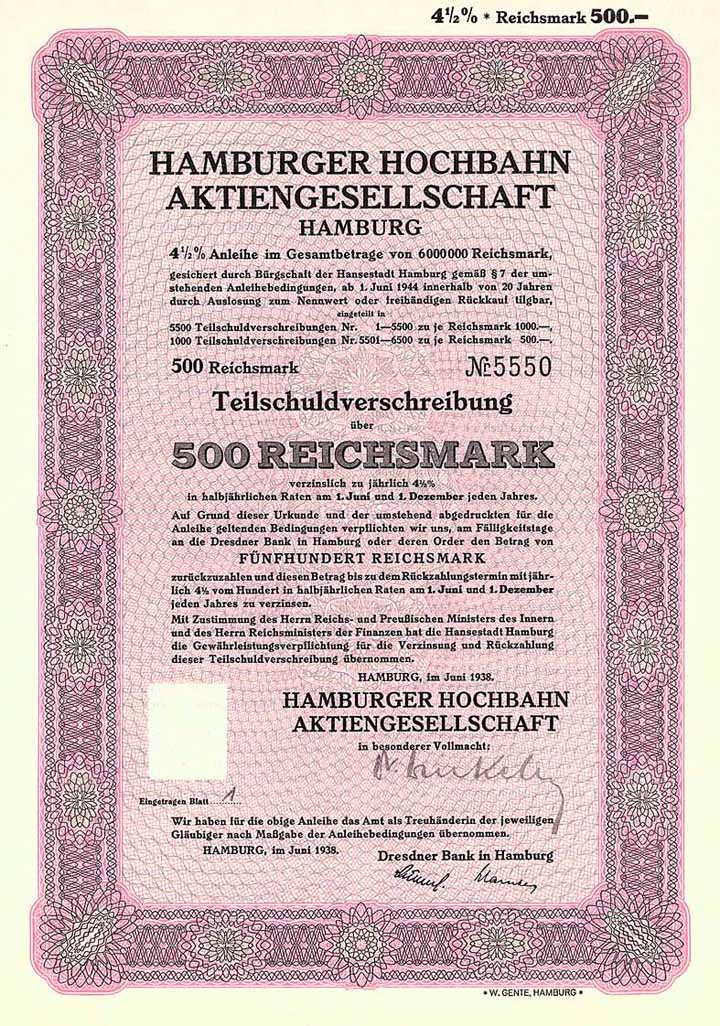 4½% * Reichsmark 500.—
HAMBURGER HOCHBAHN
AKTIENGESELLSCHAFT
HAMBURG
4½% Anleihe im Gesamtbetrage von 6000000 Reichsmark,
gesichert durch Bürgschaft der Hansestadt Hamburg gemäß § 7 der um-
stehenden Anleihebedingungen, ab 1. Juni 1944 innerhalb von 20 Jahren
durch Auslosung zum Nennwert oder freihändigen Rückkauf tilgbar,
eingeteilt in
5500 Teilschuldverschreibungen Nr. 1—5500 zu je Reichsmark 1000.—,
1000 Teilschuldverschreibungen Nr. 5501—6500 zu je Reichsmark 500.—,
500 Reichsmark № 5550
Teilschuldverschreibung
über
500 REICHSMARK
verzinslich zu jährlich 4½%
in halbjährlichen Raten am 1. Juni und 1. Dezember jeden Jahres.
Auf Grund dieser Urkunde und der umstehend abgedruckten für die
Anleihe geltenden Bedingungen verpflichten wir uns, am Fälligkeitstage
an die Dresdner Bank in Hamburg oder deren Order den Betrag von
FÜNFHUNDERT REICHSMARK
zurückzuzahlen und diesen Betrag bis zu dem Rückzahlungstermin mit jähr-
lich 4½ vom Hundert in halbjährlichen Raten am 1. Juni und 1. Dezember
jeden Jahres zu verzinsen.
Mit Zustimmung des Herrn Reichs- und Preußischen Ministers des Innern
und des Herrn Reichsministers der Finanzen hat die Hansestadt Hamburg
die Gewährleistungsverpflichtung für die Verzinsung und Rückzahlung
dieser Teilschuldverschreibung übernommen.
HAMBURG, im Juni 1938.
HAMBURGER HOCHBAHN
AKTIENGESELLSCHAFT
in besonderer Vollmacht:
Eingetragen Blatt 1
Wir haben für die obige Anleihe das Amt als Treuhänderin der jeweiligen
Gläubiger nach Maßgabe der Anleihebedingungen übernommen.
HAMBURG, im Juni 1938.
Dresdner Bank in Hamburg
* W. GENTE, HAMBURG *